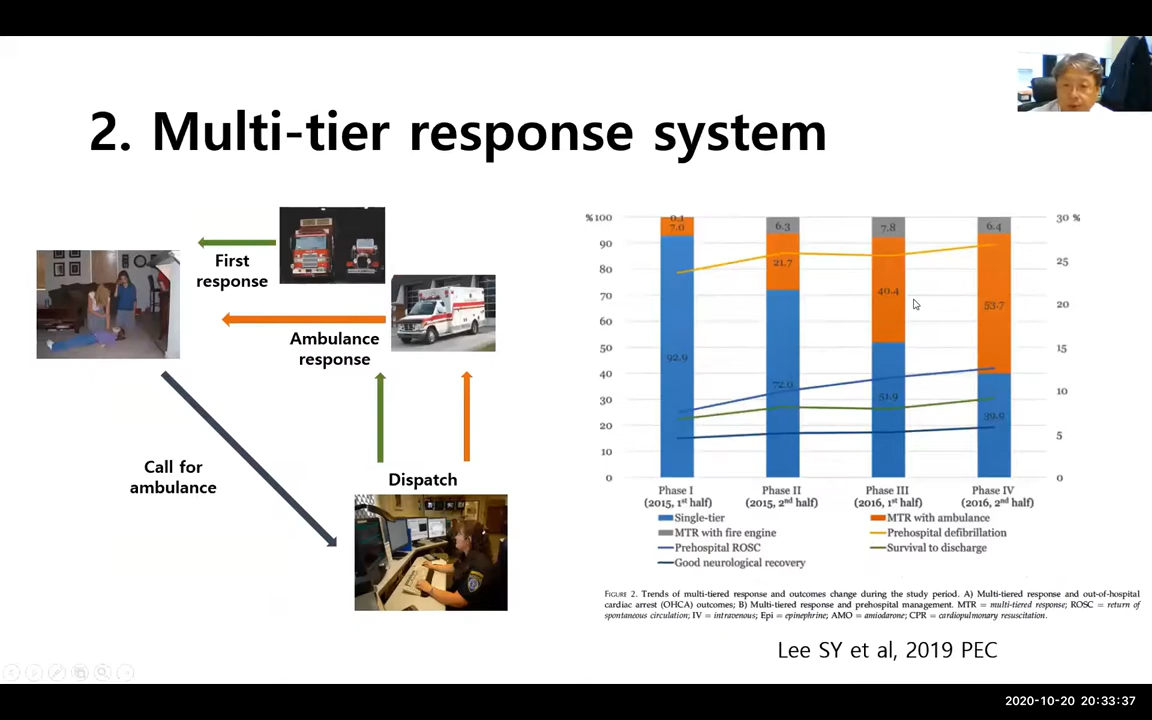 2. Multi-tier response system
First
response
Ambulance
response
Call for
ambulance
Dispatch
%100
90
80
70
60
50
40
30
20
10
0
30 %
25
20
15
10
5
0
0.1
7.0
92.9
6.3
21.7
72.0
7.8
40.4
51.9
6.4
53.7
39.9
Phase I
(2015, 1st half)
Phase II
(2015, 2nd half)
Phase III
(2016, 1st half)
Phase IV
(2016, 2nd half)
Single-tier
MTR with ambulance
MTR with fire engine
Prehospital defibrillation
Prehospital ROSC
Survival to discharge
Good neurological recovery
FIGURE 2. Trends of multi-tiered response and outcomes change during the study period. A) Multi-tiered response and out-of-hospital
cardiac arrest (OHCA) outcomes; B) Multi-tiered response and prehospital management. MTR = multi-tiered response; ROSC = return of
spontaneous circulation; IV = intravenous; Epi = epinephrine; AMO = amiodarone; CPR = cardiopulmonary resuscitation.
Lee SY et al, 2019 PEC
2020-10-20 20:33:37